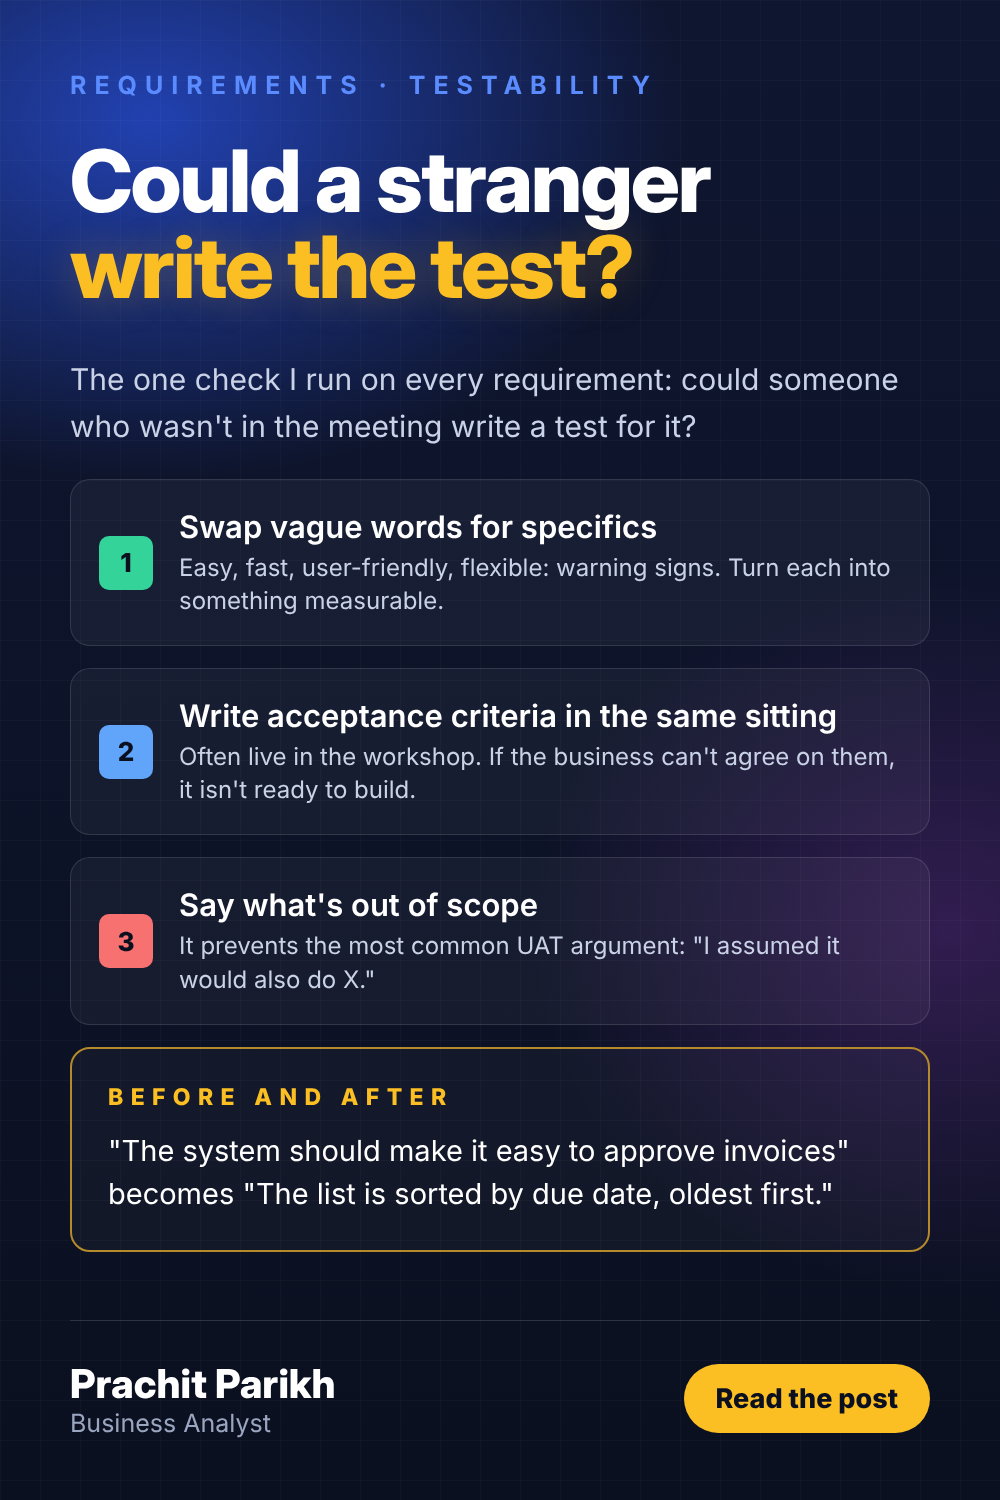 REQUIREMENTS · TESTABILITY
Could a stranger
write the test?
The one check I run on every requirement: could someone
who wasn't in the meeting write a test for it?
1
Swap vague words for specifics
Easy, fast, user-friendly, flexible: warning signs. Turn each into
something measurable.
2
Write acceptance criteria in the same sitting
Often live in the workshop. If the business can't agree on them,
it isn't ready to build.
3
Say what's out of scope
It prevents the most common UAT argument: "I assumed it
would also do X."
BEFORE AND AFTER
"The system should make it easy to approve invoices"
becomes "The list is sorted by due date, oldest first."
Prachit Parikh
Business Analyst
Read the post